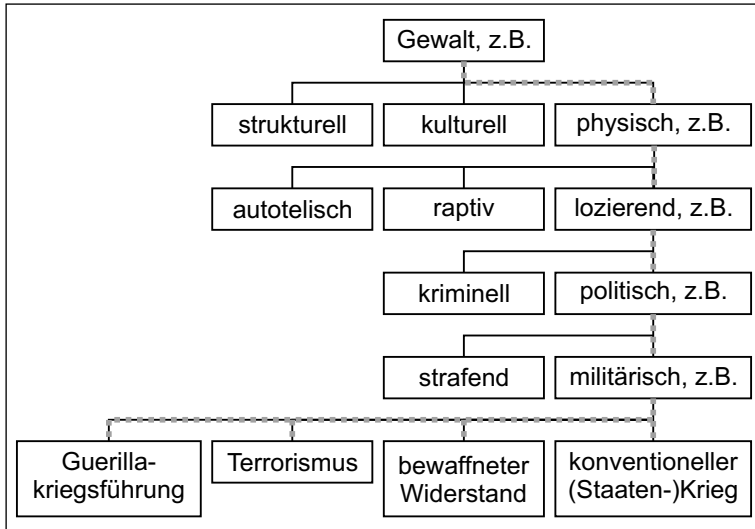 Gewalt, z.B.
strukturell
kulturell
physisch, z.B.
autotelisch
raptiv
lozierend, z.B.
kriminell
politisch, z.B.
strafend
militärisch, z.B.
Guerilla-
kriegsführung
Terrorismus
bewaffneter
Widerstand
konventioneller
(Staaten-)Krieg